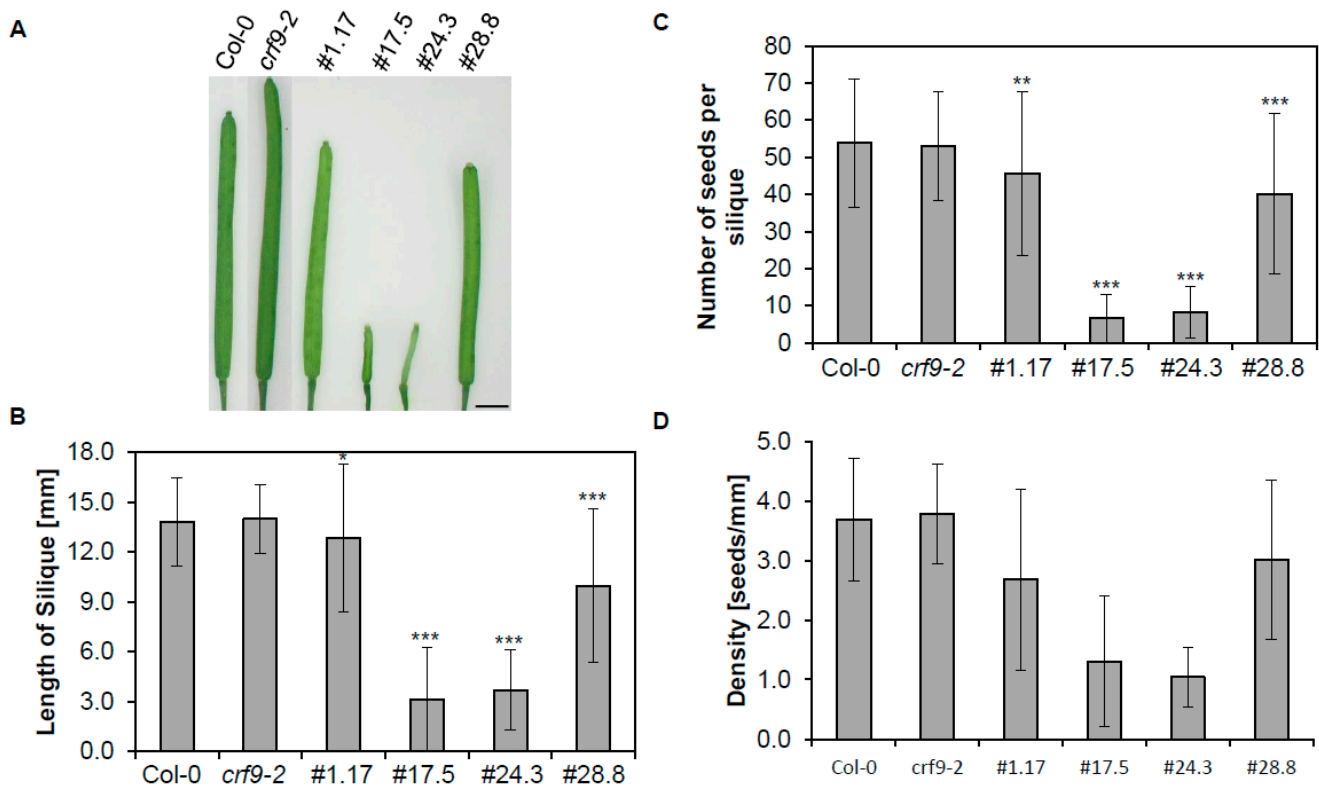 A
Col-0 crf9-2 #1.17 #17.5 #24.3 #28.8
B
Length of Silique [mm]
18.0
15.0
12.0
9.0
6.0
3.0
0.0
*
***
***
***
Col-0 crf9-2 #1.17 #17.5 #24.3 #28.8
C
Number of seeds per
silique
80
70
60
50
40
30
20
10
0
**
***
***
***
Col-0 crf9-2 #1.17 #17.5 #24.3 #28.8
D
Density [seeds/mm]
5.0
4.0
3.0
2.0
1.0
0.0
Col-0 crf9-2 #1.17 #17.5 #24.3 #28.8